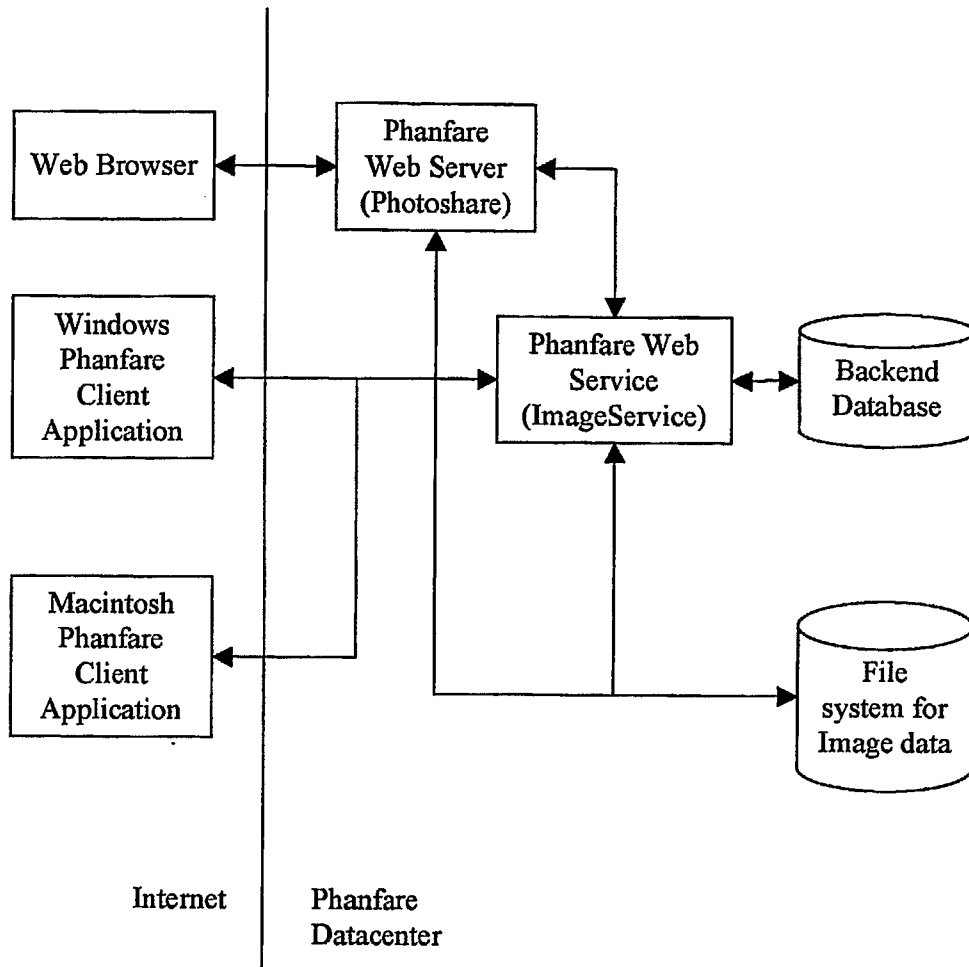 Web Browser
Phanfare
Web Server
(Photoshare)
Windows
Phanfare
Client
Application
Phanfare Web
Service
(ImageService)
Backend
Database
Macintosh
Phanfare
Client
Application
File
system for
Image data
Internet
Phanfare
Datacenter